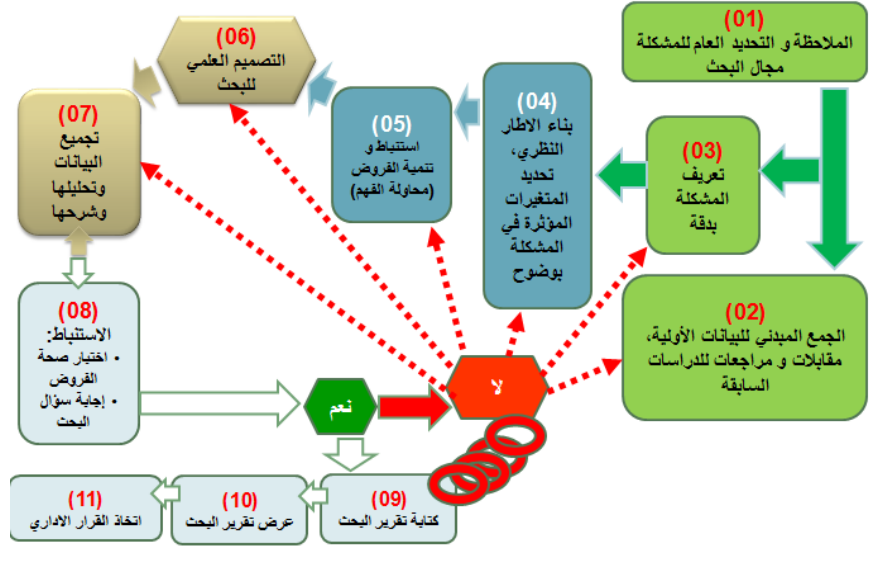 (01)
الملاحظة و التحديد العام للمشكلة
مجال البحث
(02)
الجمع المبدئي للبيانات الأولية،
مقابلات و مراجعات للدراسات
السابقة
(03)
تعريف
المشكلة
بدقة
(04)
بناء الاطار
النظري،
تحديد
المتغيرات
المؤثرة في
المشكلة
بوضوح
(05)
استنباط و
تنمية الفروض
(محاولة الفهم)
(06)
التصميم العلمي
للبحث
(07)
تجميع
البيانات
وتحليلها
وشرحها
(08)
الاستنباط:
• اختبار صحة
الفروض
• إجابة سؤال
البحث
نعم
لا
(09)
كتابة تقرير البحث
(10)
عرض تقرير البحث
(11)
اتخاذ القرار الاداري